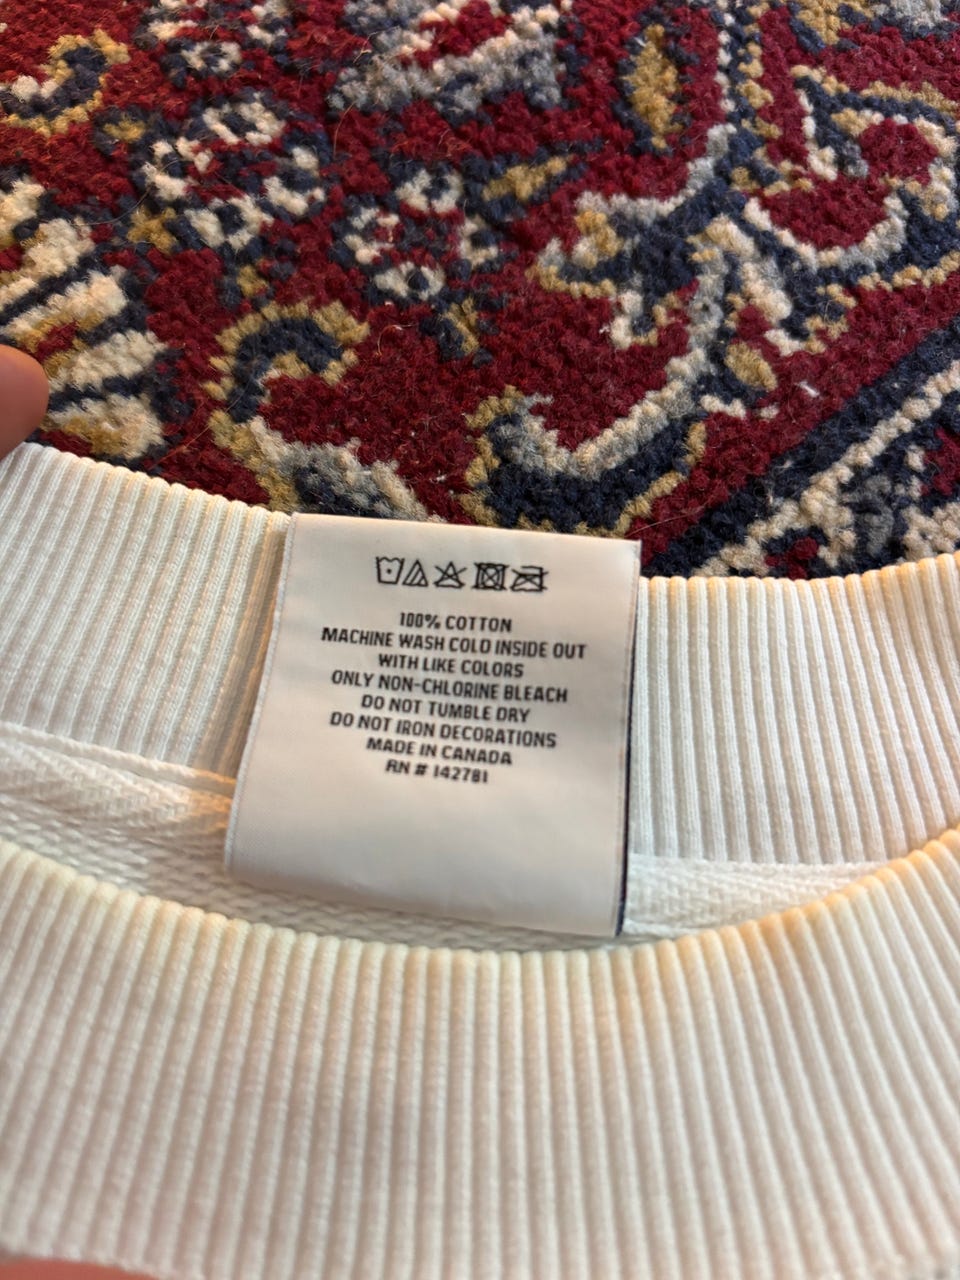 100% COTTON
MACHINE WASH COLD INSIDE OUT
WITH LIKE COLORS
ONLY NON-CHLORINE BLEACH
DO NOT TUMBLE DRY
DO NOT IRON DECORATIONS
MADE IN CANADA
RN # 142781